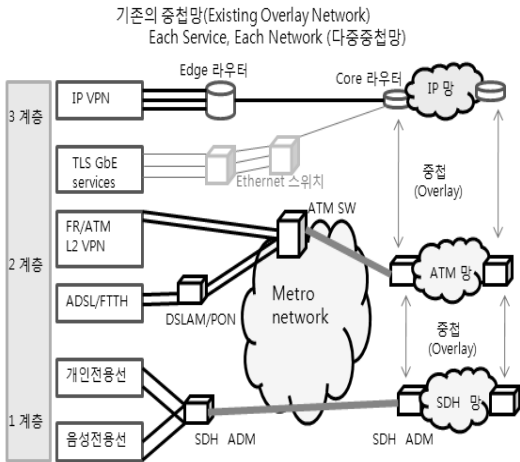 기존의 중첩망(Existing Overlay Network)
Each Service, Each Network (다중중첩망)
Edge 라우터
Core 라우터
IP 망
3 계층
IP VPN
TLS GbE
services
Ethernet 스위치
중첩
(Overlay)
FR/ATM
L2 VPN
ATM SW
2 계층
ADSL/FTTH
DSLAM/PON
Metro
network
ATM 망
중첩
(Overlay)
개인전용선
1 계층
음성전용선
SDH ADM
SDH ADM
SDH 망